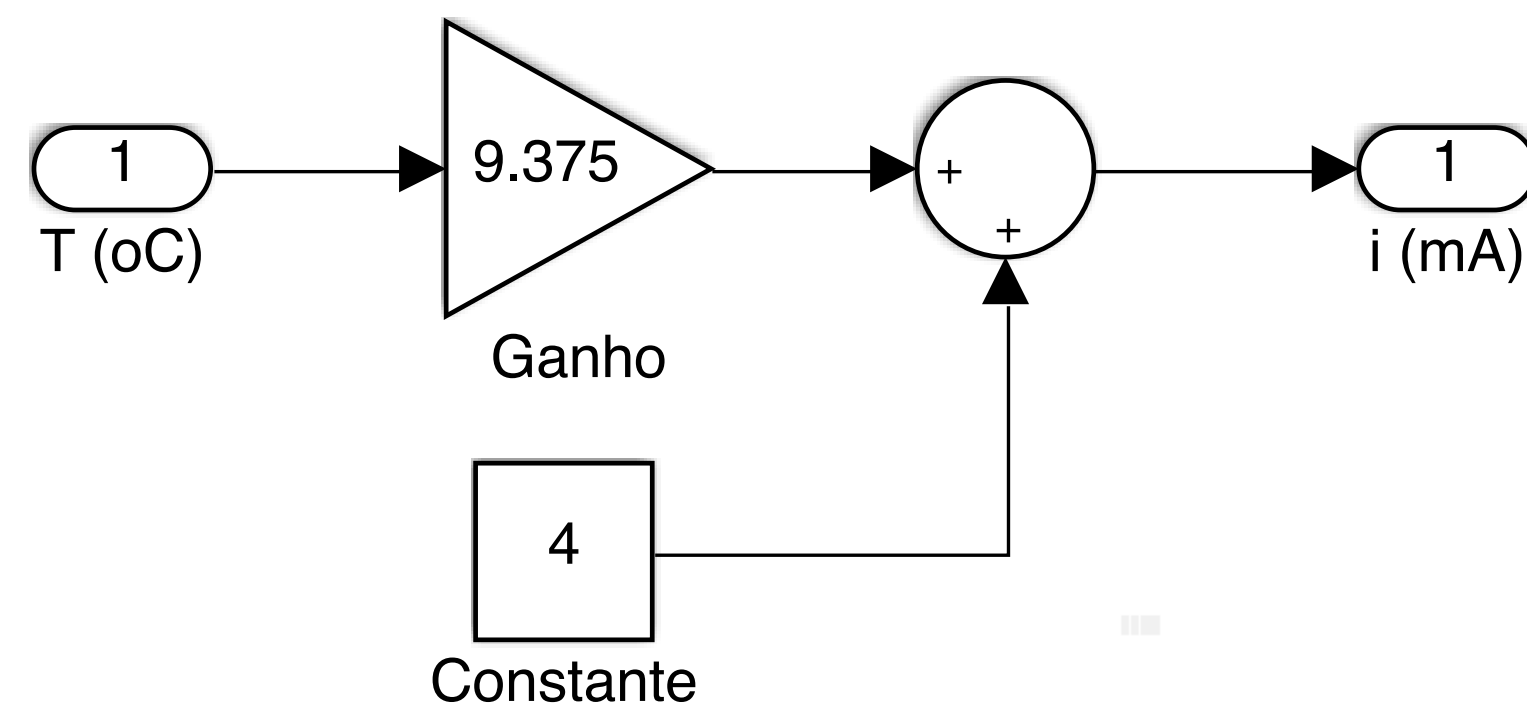 1
T (oC)
9.375
Ganho
+
+
1
i (mA)
4
Constante